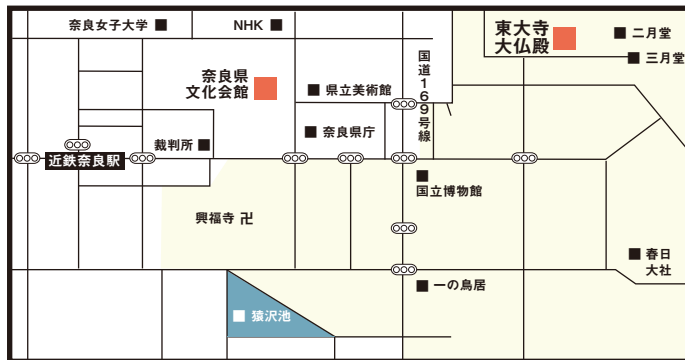 奈良女子大学
NHK
東大寺
大仏殿
二月堂
三月堂
国道169号線
奈良県
文化会館
県立美術館
奈良県庁
裁判所
近鉄奈良駅
国立博物館
興福寺 卍
春日
大社
一の鳥居
猿沢池